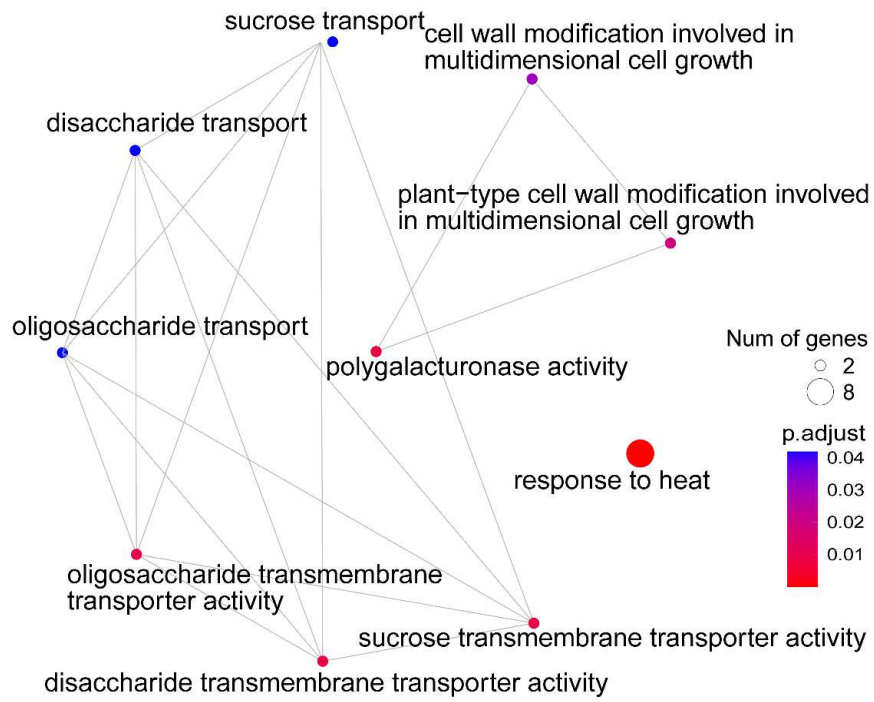 sucrose transport
cell wall modification involved in
multidimensional cell growth
disaccharide transport
plant-type cell wall modification involved
in multidimensional cell growth
oligosaccharide transport
polygalacturonase activity
Num of genes
2
8
p.adjust
0.04
0.03
0.02
0.01
response to heat
oligosaccharide transmembrane
transporter activity
sucrose transmembrane transporter activity
disaccharide transmembrane transporter activity